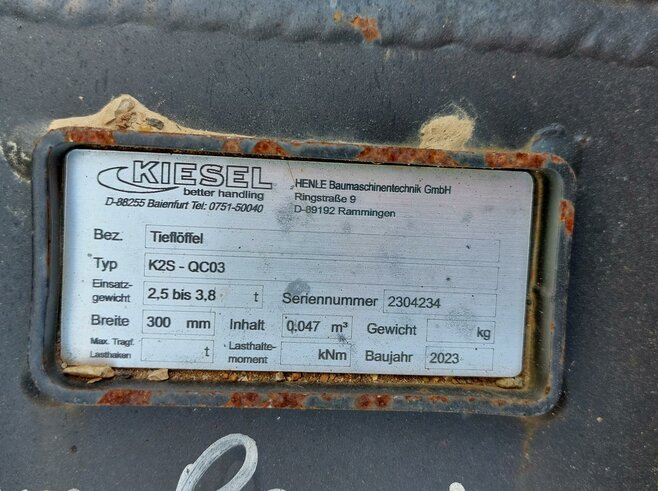 KIESEL
better handling
D-88255 Baienfurt Tel: 0751-50040
HENLE Baumaschinentechnik GmbH
Ringstraße 9
D-89192 Rammingen
Bez. Tieflöffel
Typ K2S - QC03
Einsatz-
gewicht 2,5 bis 3,8 t Seriennummer 2304234
Breite 300 mm Inhalt 0,047 m³ Gewicht kg
Max. Tragf.
Lasthaken t Lasthalte-
moment kNm Baujahr 2023